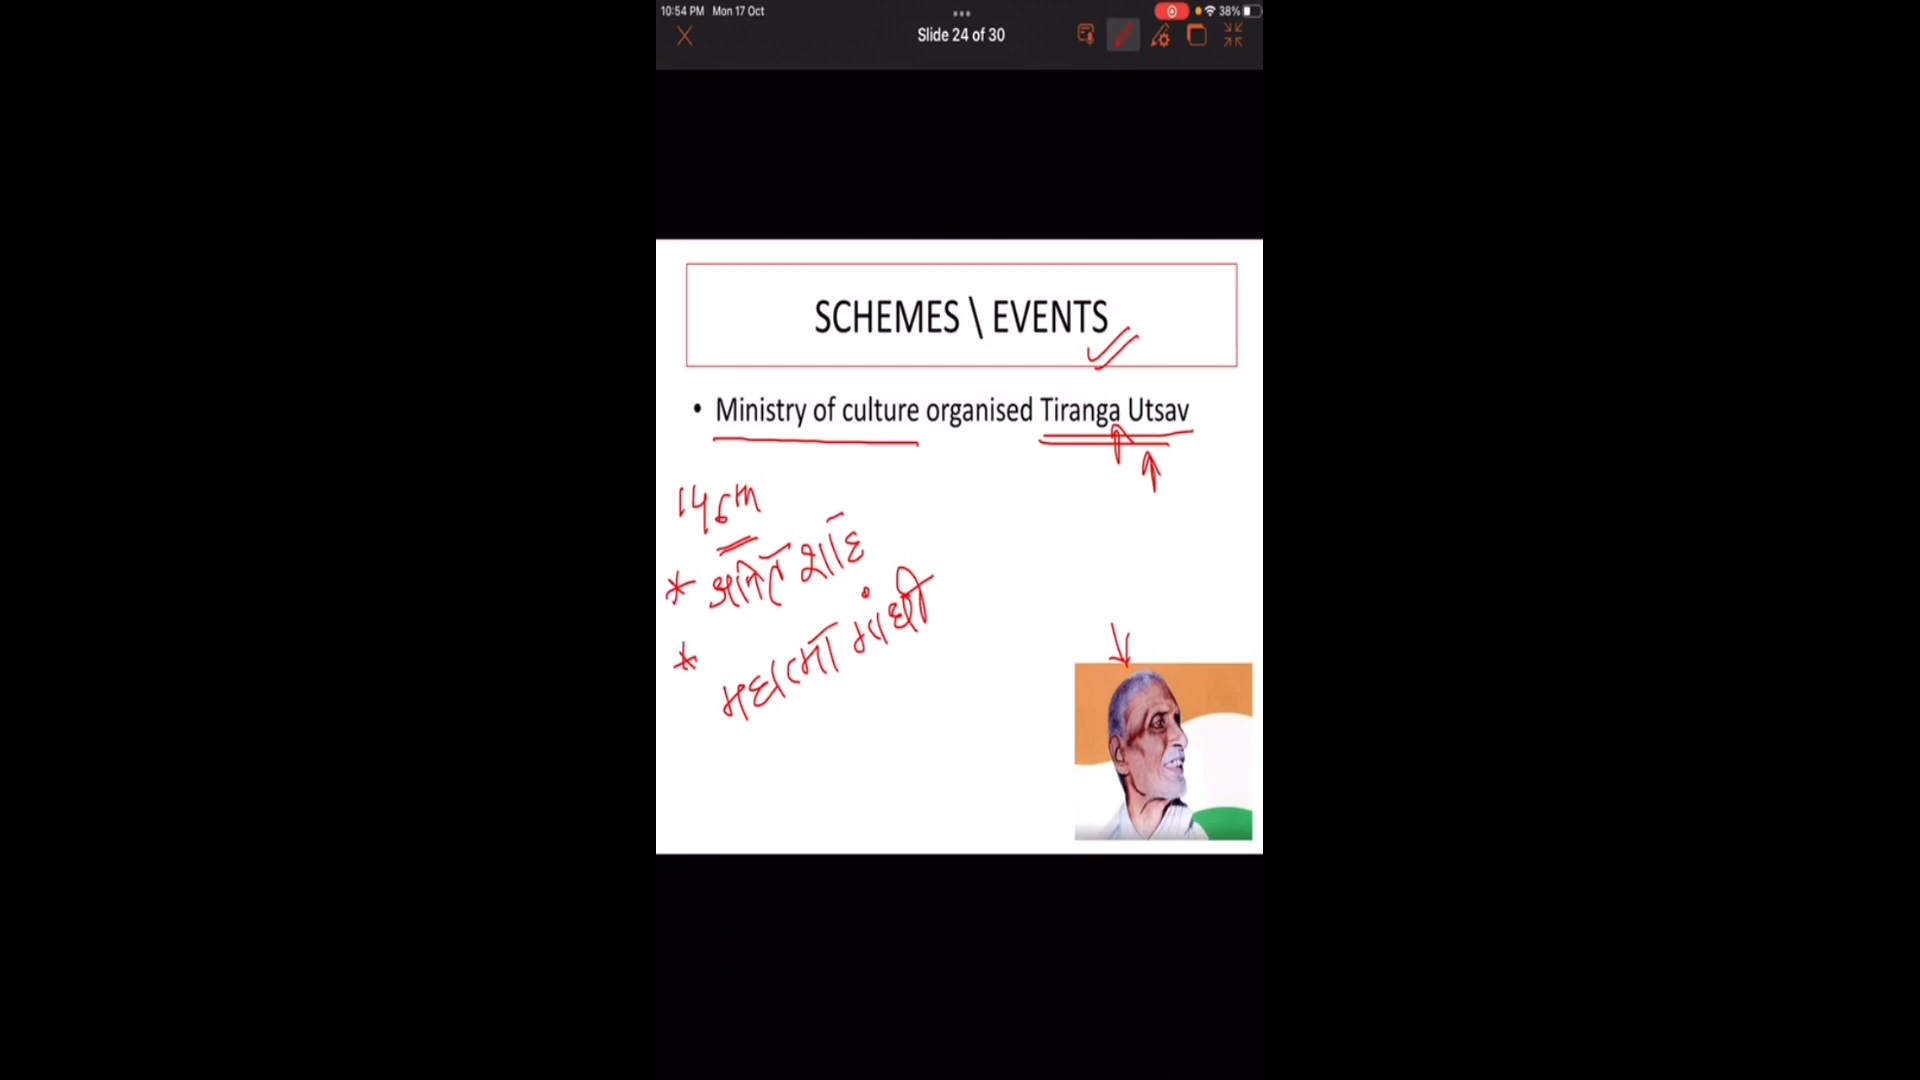 10:54 PM Mon 17 Oct
38%
Slide 24 of 30
SCHEMES \ EVENTS
• Ministry of culture organised Tiranga Utsav
146th
* अमित शाह
* महात्मा गांधी